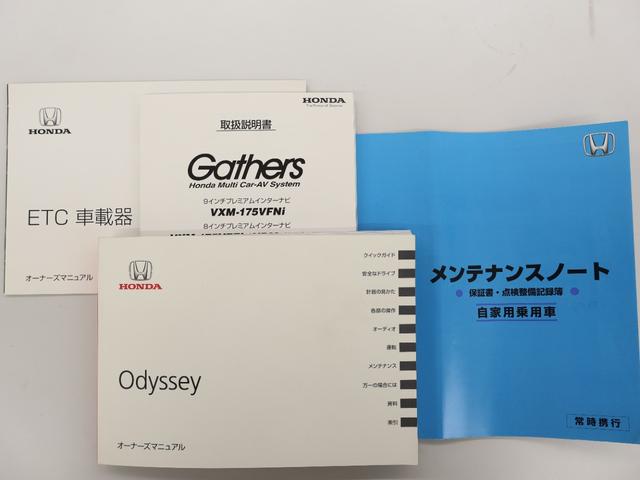 HONDA
ETC 車載器
オーナーズマニュアル
HONDA
The Power of Dreams
取扱説明書
Gathers
Honda Multi Car-AV System
9インチプレミアムインターナビ
VXM-175VFNi
8インチプレミアムインターナビ
メンテナンスノート
保証書・点検整備記録簿
自家用乗用車
常時携行
HONDA
Odyssey
オーナーズマニュアル
クイックガイド
安全なドライブ
計器の見かた
各部の操作
オーディオ
運転
メンテナンス
万一の場合には
資料
索引